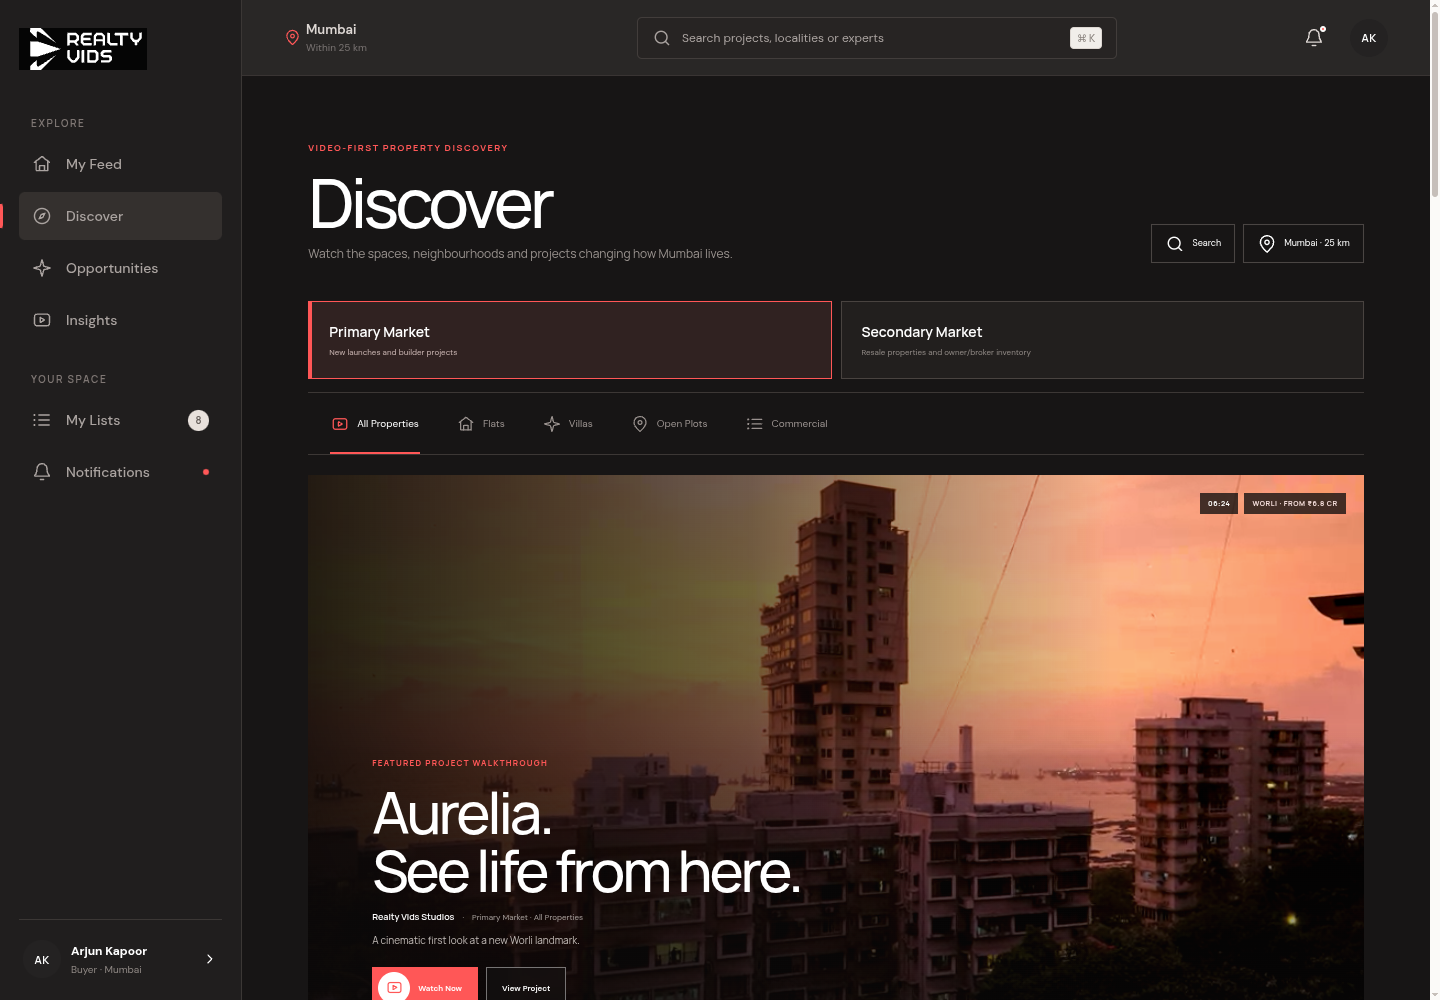 REALTY
VIDS
EXPLORE
My Feed
Discover
Opportunities
Insights
YOUR SPACE
My Lists
8
Notifications
AK
Arjun Kapoor
Buyer · Mumbai
Mumbai
Within 25 km
Search projects, localities or experts
⌘ K
AK
VIDEO-FIRST PROPERTY DISCOVERY
Discover
Watch the spaces, neighbourhoods and projects changing how Mumbai lives.
Search
Mumbai · 25 km
Primary Market
New launches and builder projects
Secondary Market
Resale properties and owner/broker inventory
All Properties
Flats
Villas
Open Plots
Commercial
06:24
WORLI · FROM ₹6.8 CR
FEATURED PROJECT WALKTHROUGH
Aurelia.
See life from here.
Realty Vids Studios · Primary Market · All Properties
A cinematic first look at a new Worli landmark.
Watch Now
View Project